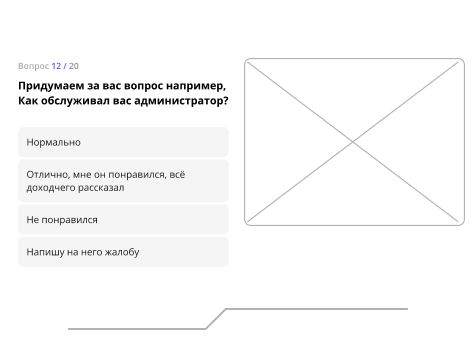 Вопрос 12 / 20
Придумаем за вас вопрос например,
Как обслуживал вас администратор?
Нормально
Отлично, мне он понравился, всё
доходчего рассказал
Не понравился
Напишу на него жалобу